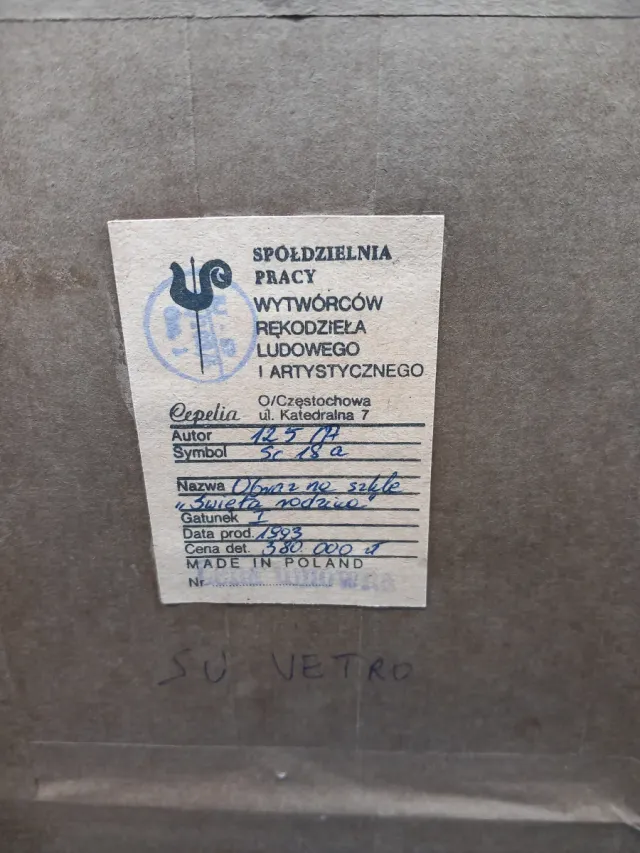 SPÓŁDZIELNIA
PRACY
WYTWÓRCÓW
RĘKODZIEŁA
LUDOWEGO
I ARTYSTYCZNEGO
O/Częstochowa
Cepelia ul. Katedralna 7
Autor 125
Symbol Sc 18 a
Nazwa Obraz na szkle
„Święta rodzina"
Gatunek I
Data prod. 1993
Cena det. 380 000 zł
MADE IN POLAND
Nr
SU VETRO